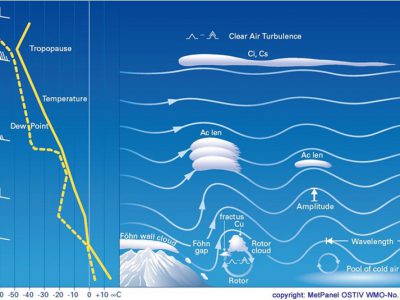 Clear Air Turbulence
Ci, Cs
Tropopause
Temperature
Dew Point
Ac len
Ac len
Amplitude
fractus
Cu
Föhn wall cloud
Föhn
gap
Rotor
cloud
Wavelength
Rotor
Pool of cold air
-50 -40 -30 -20 -10 0 +10 °C
copyright: MetPanel OSTIV WMO-No.